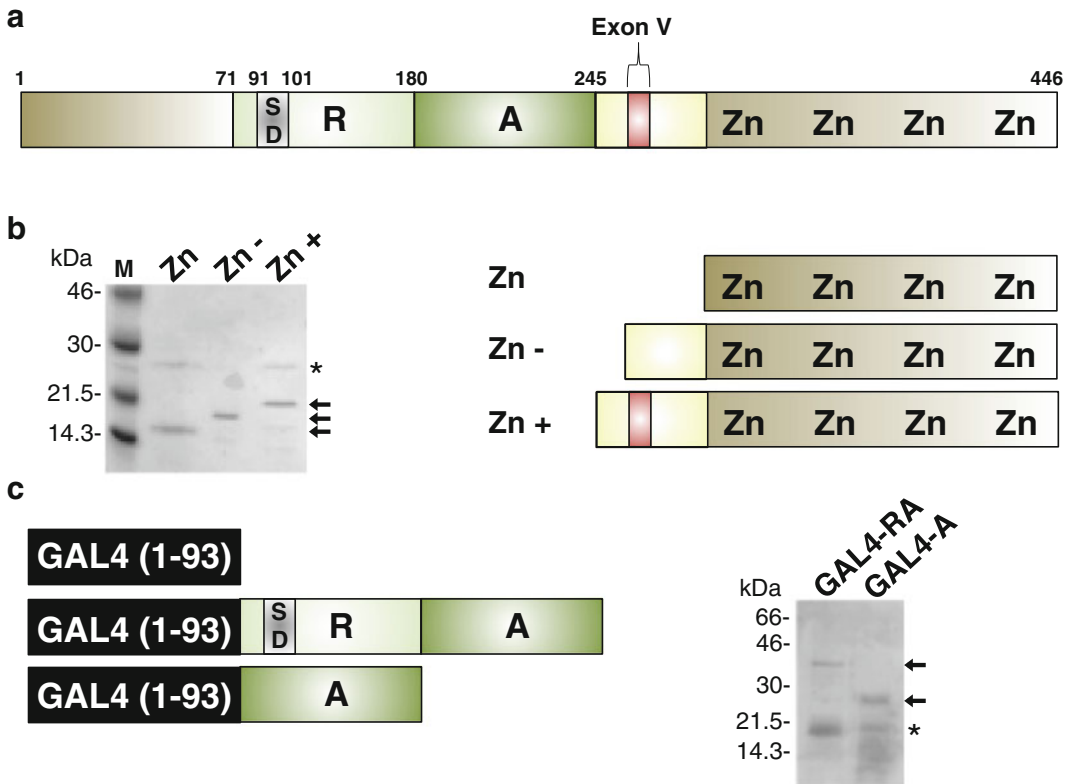 a
Exon V
1 71 91 101 180 245 446
S
D
R A Zn Zn Zn Zn
b
kDa M Zn Zn - Zn +
46-
30-
21.5-
14.3-
*
Zn Zn Zn Zn Zn
Zn - Zn Zn Zn Zn
Zn + Zn Zn Zn Zn
c
GAL4 (1-93)
GAL4 (1-93) S D R A
GAL4 (1-93) A
kDa GAL4-RA GAL4-A
66-
46-
30-
21.5-
14.3-
*